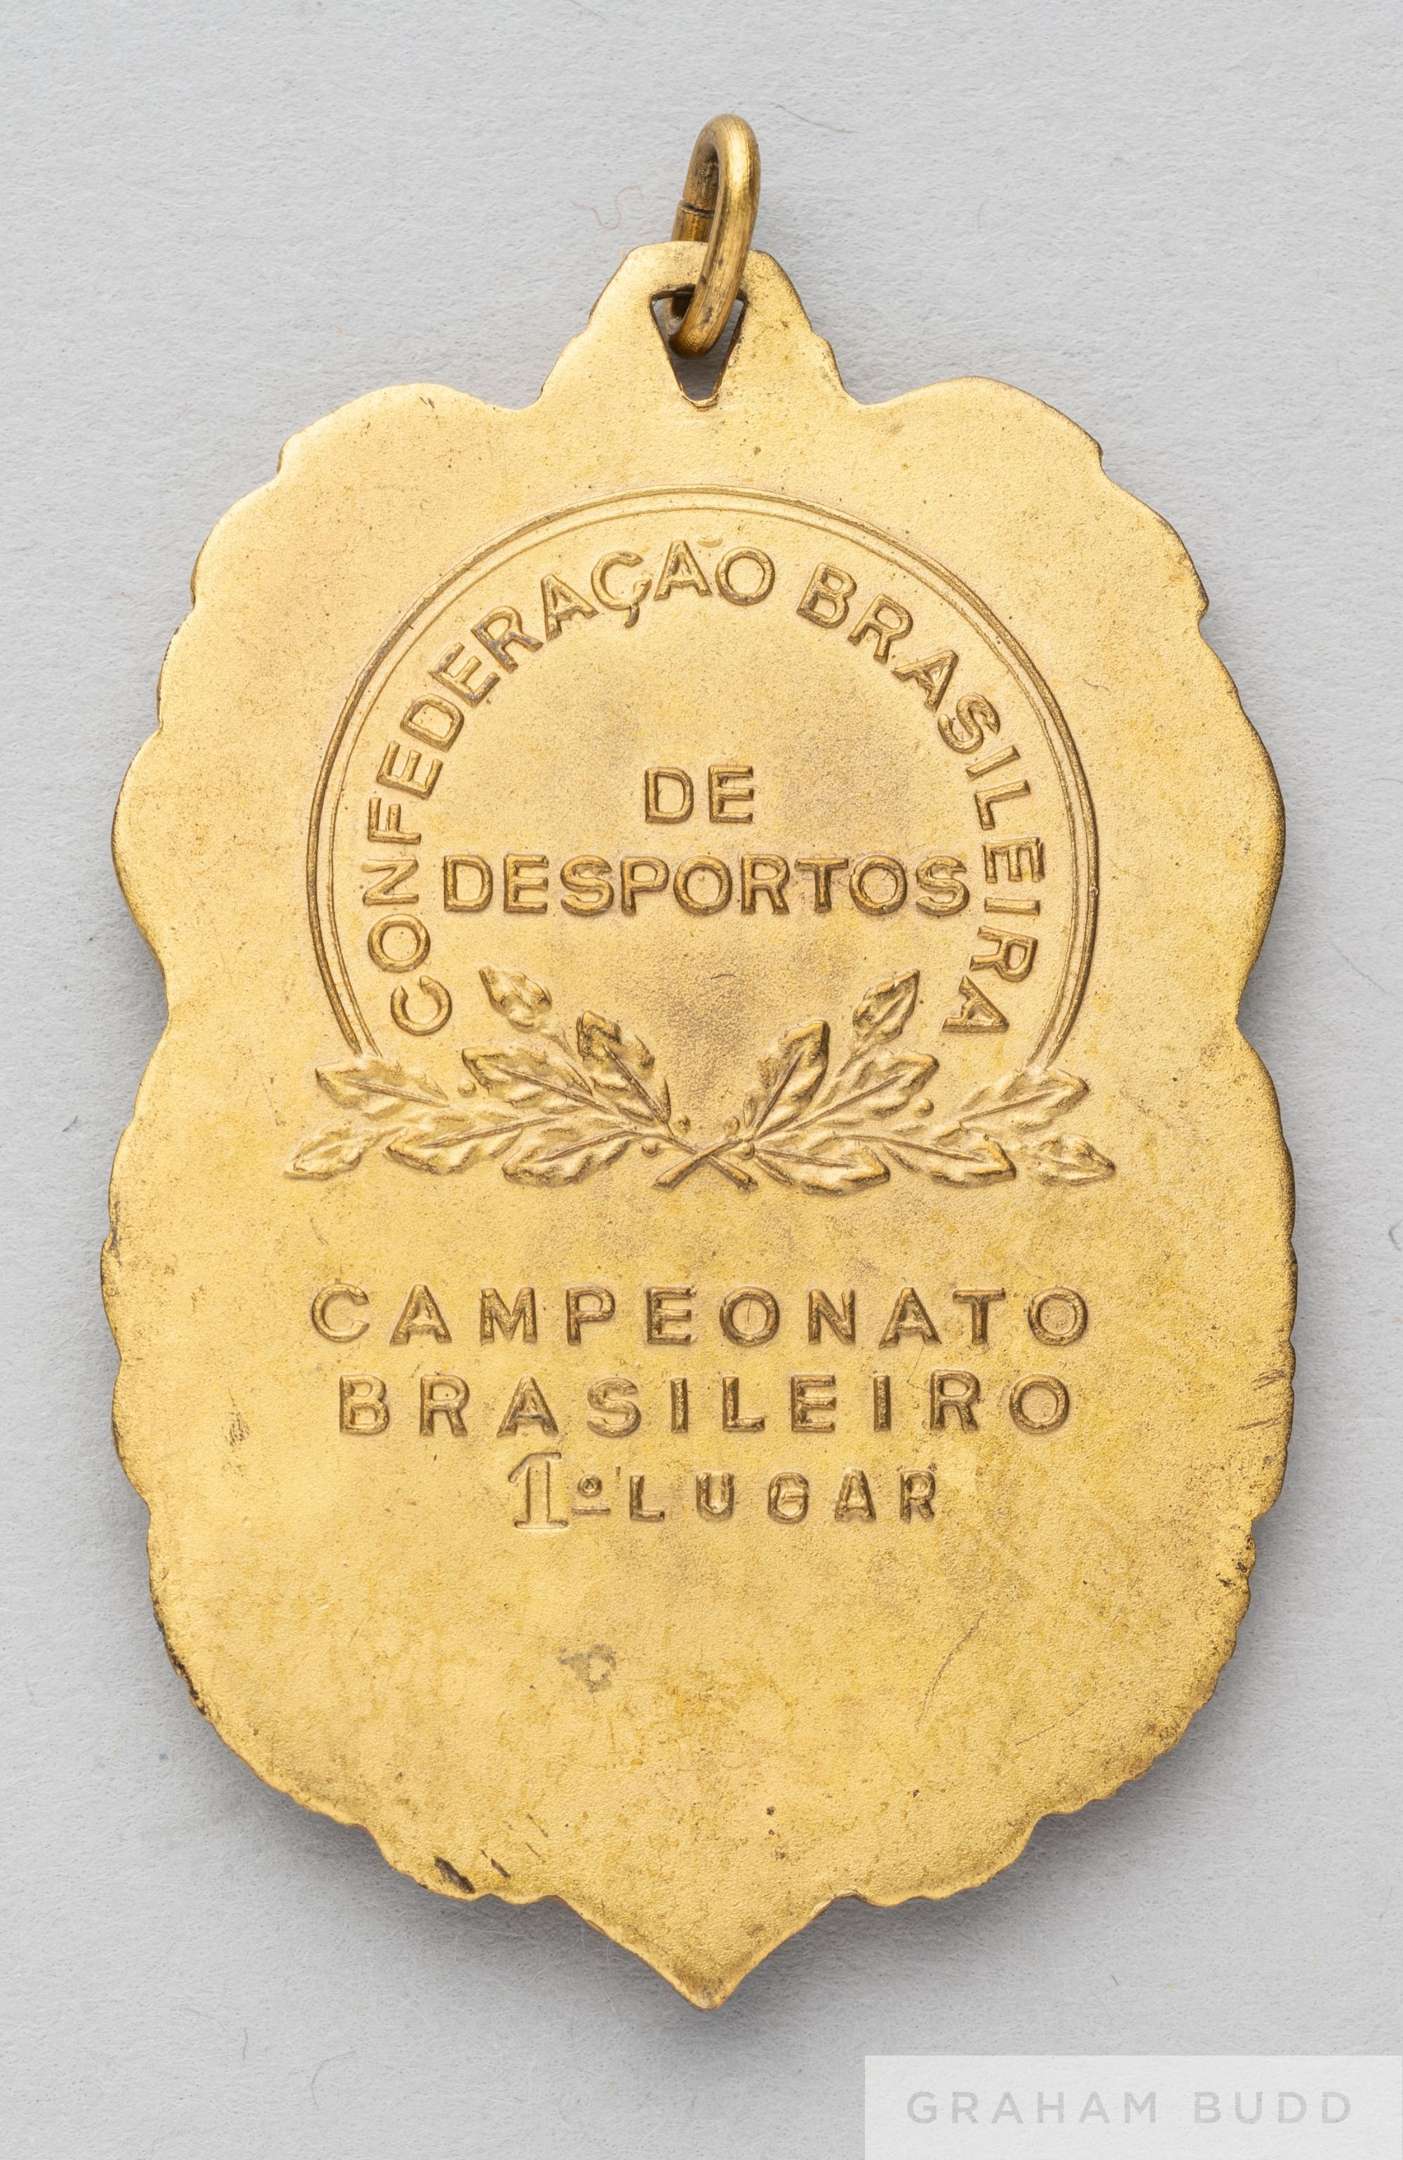 CONFEDERAÇÃO BRASILEIRA
DE
DESPORTOS
CAMPEONATO
BRASILEIRO
1º LUGAR
GRAHAM BUDD